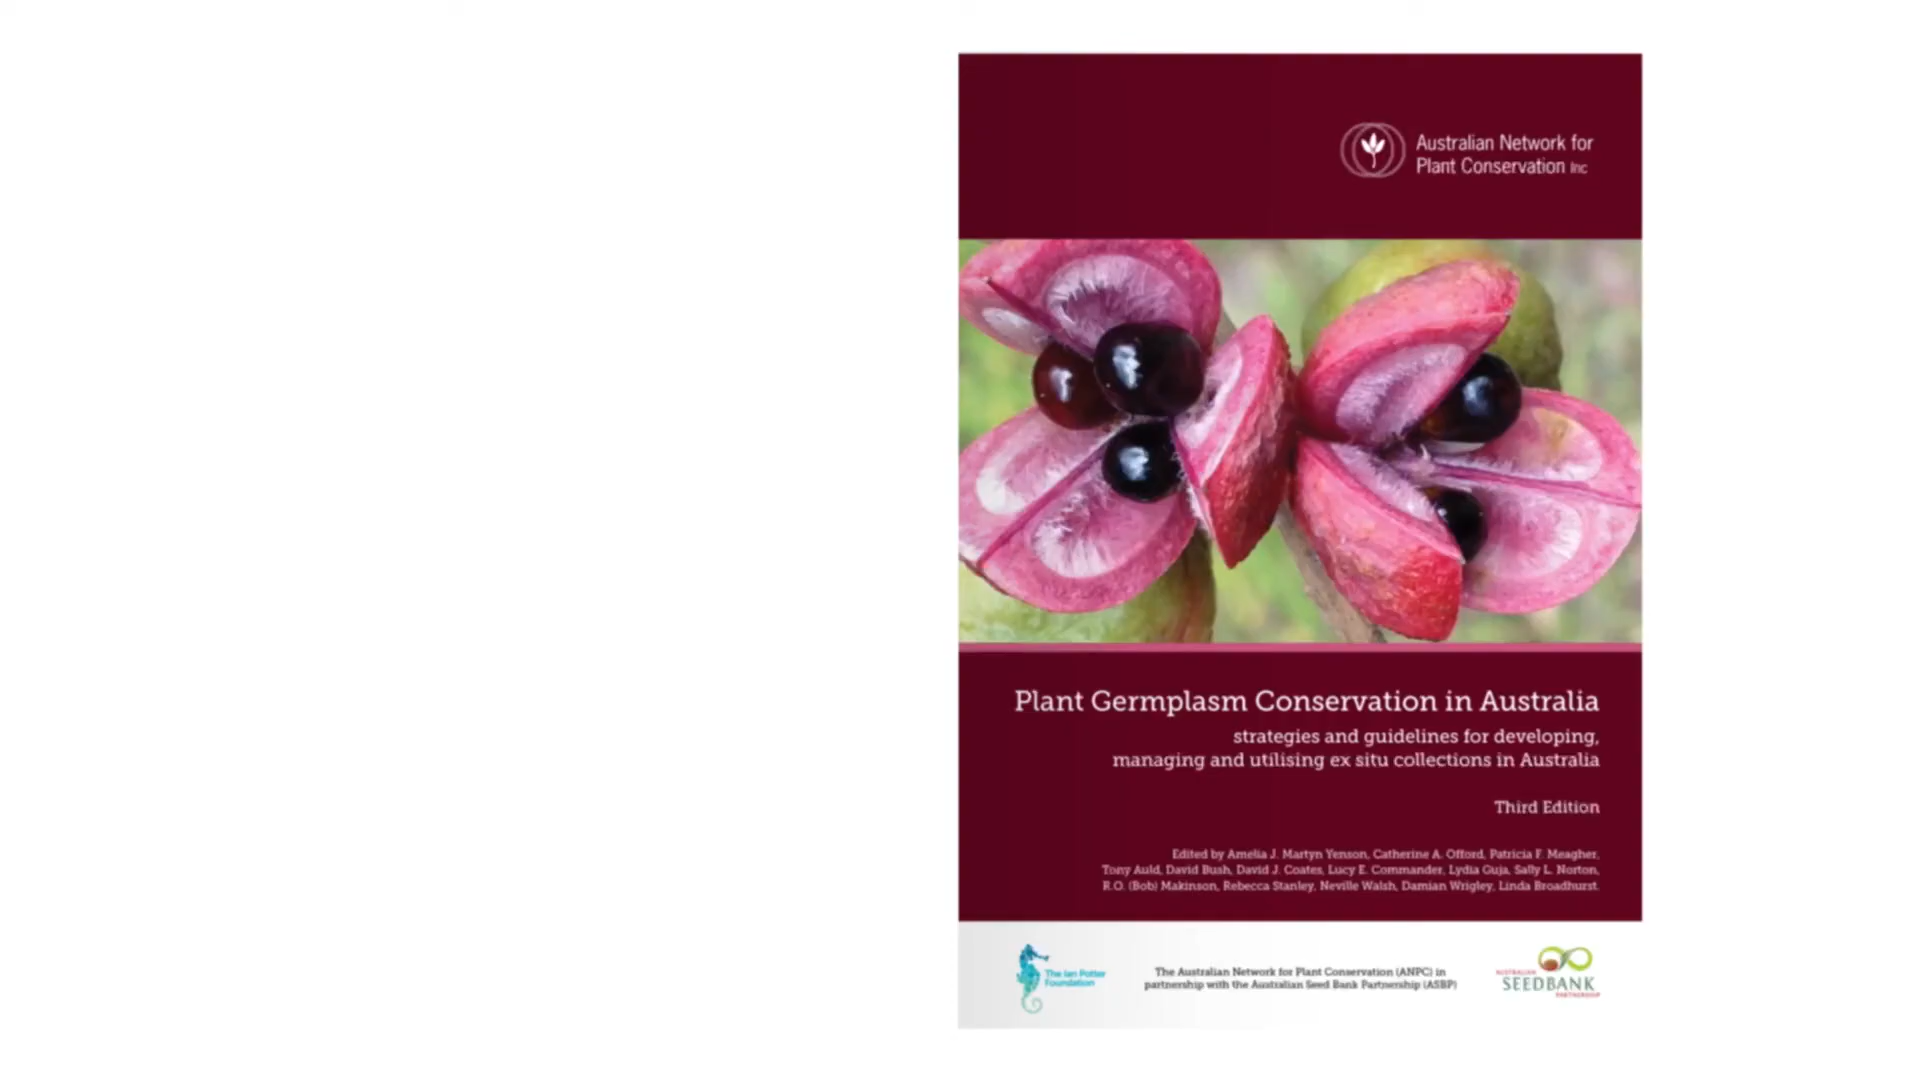 Australian Network for
Plant Conservation Inc
Plant Germplasm Conservation in Australia
strategies and guidelines for developing,
managing and utilising ex situ collections in Australia
Third Edition
Edited by Amelia J. Martyn Yenson, Catherine A. Offord, Patricia F. Meagher,
Tony Auld, David Bush, David J. Coates, Lucy E. Commander, Lydia Guja, Sally L. Norton,
R.O. (Bob) Makinson, Rebecca Stanley, Neville Walsh, Damian Wrigley, Linda Broadhurst.
The Ian Potter
Foundation
The Australian Network for Plant Conservation (ANPC) in
partnership with the Australian Seed Bank Partnership (ASBP)
AUSTRALIAN
SEEDBANK
PARTNERSHIP